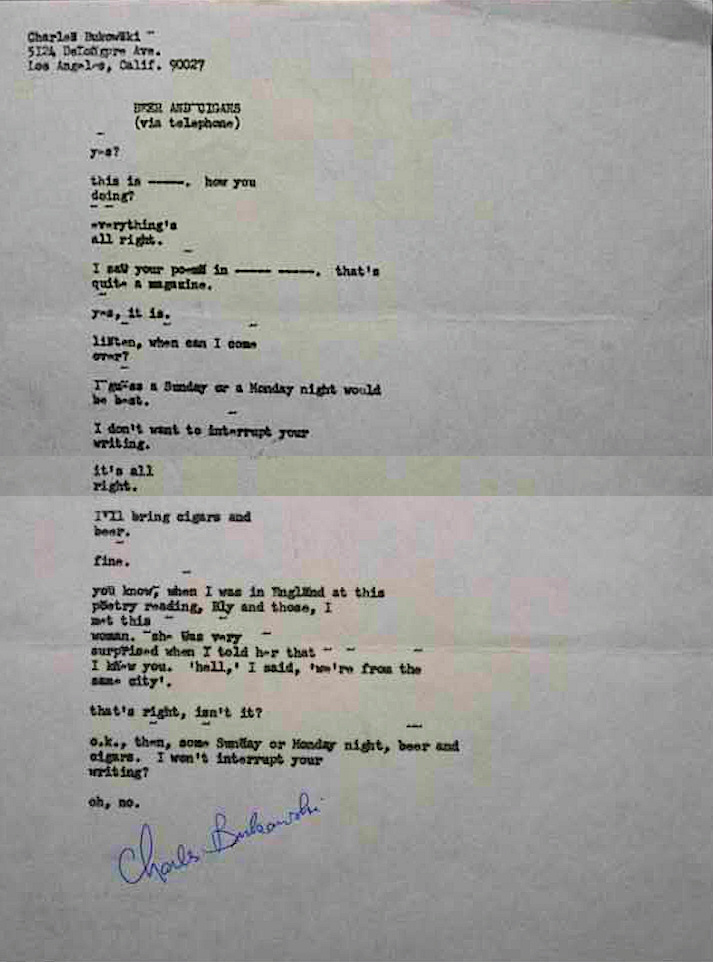 Charles Bukowski
5124 DeLongpre Ave.
Los Angeles, Calif. 90027
BEER AND CIGARS
(via telephone)
yes?
this is -----. how you
doing?
everything's
all right.
I saw your poems in ----- -----. that's
quite a magazine.
yes, it is.
listen, when can I come
over?
I guess a Sunday or a Monday night would
be best.
I don't want to interrupt your
writing.
it's all
right.
I'll bring cigars and
beer.
fine.
you know, when I was in England at this
poetry reading, Bly and those, I
met this
woman. she was very
surprised when I told her that
I knew you. 'hell,' I said, 'we're from the
same city'.
that's right, isn't it?
o.k., then, some Sunday or Monday night, beer and
cigars. I won't interrupt your
writing?
oh, no.
Charles Bukowski